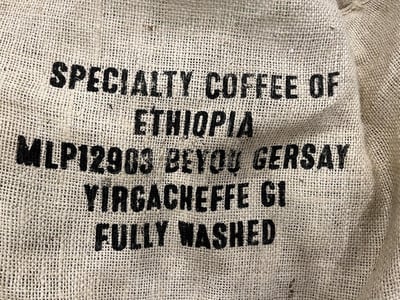 SPECIALTY COFFEE OF
ETHIOPIA
MLP12903 BEYOU GERSAY
YIRGACHEFFE G1
FULLY WASHED